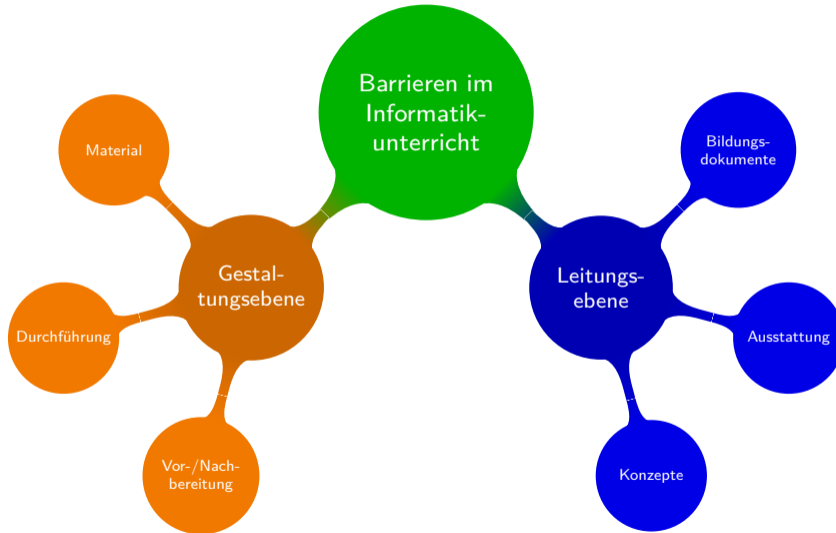 Barrieren im
Informatik-
unterricht
Material
Bildungs-
dokumente
Gestal-
tungsebene
Leitungs-
ebene
Durchführung
Ausstattung
Vor-/Nach-
bereitung
Konzepte